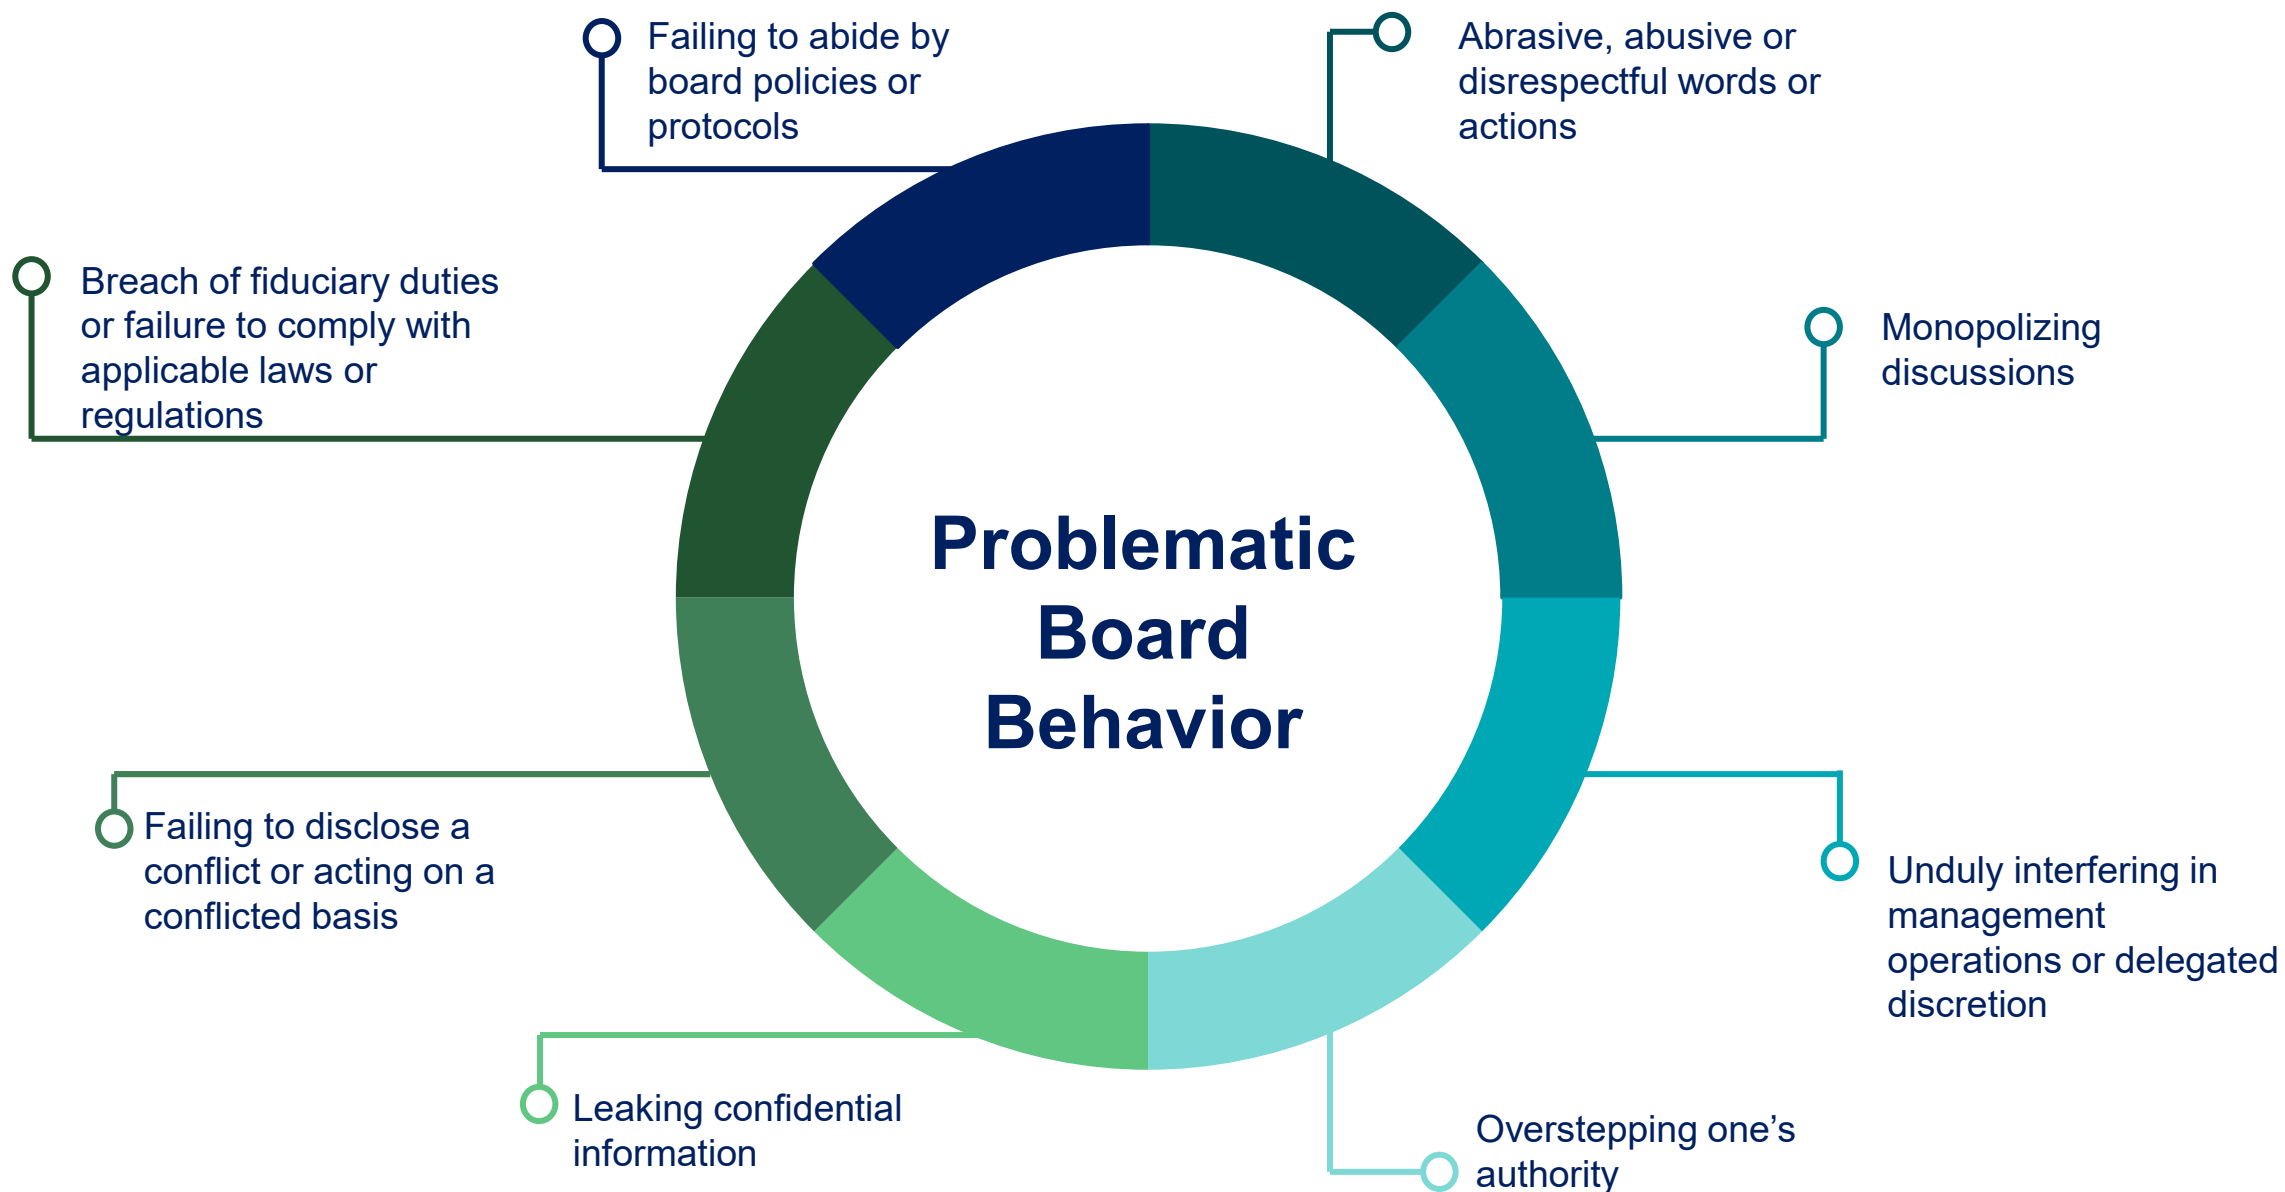 Failing to abide by
board policies or
protocols
Abrasive, abusive or
disrespectful words or
actions
Breach of fiduciary duties
or failure to comply with
applicable laws or
regulations
Monopolizing
discussions
Problematic
Board
Behavior
Failing to disclose a
conflict or acting on a
conflicted basis
Unduly interfering in
management
operations or delegated
discretion
Leaking confidential
information
Overstepping one’s
authority